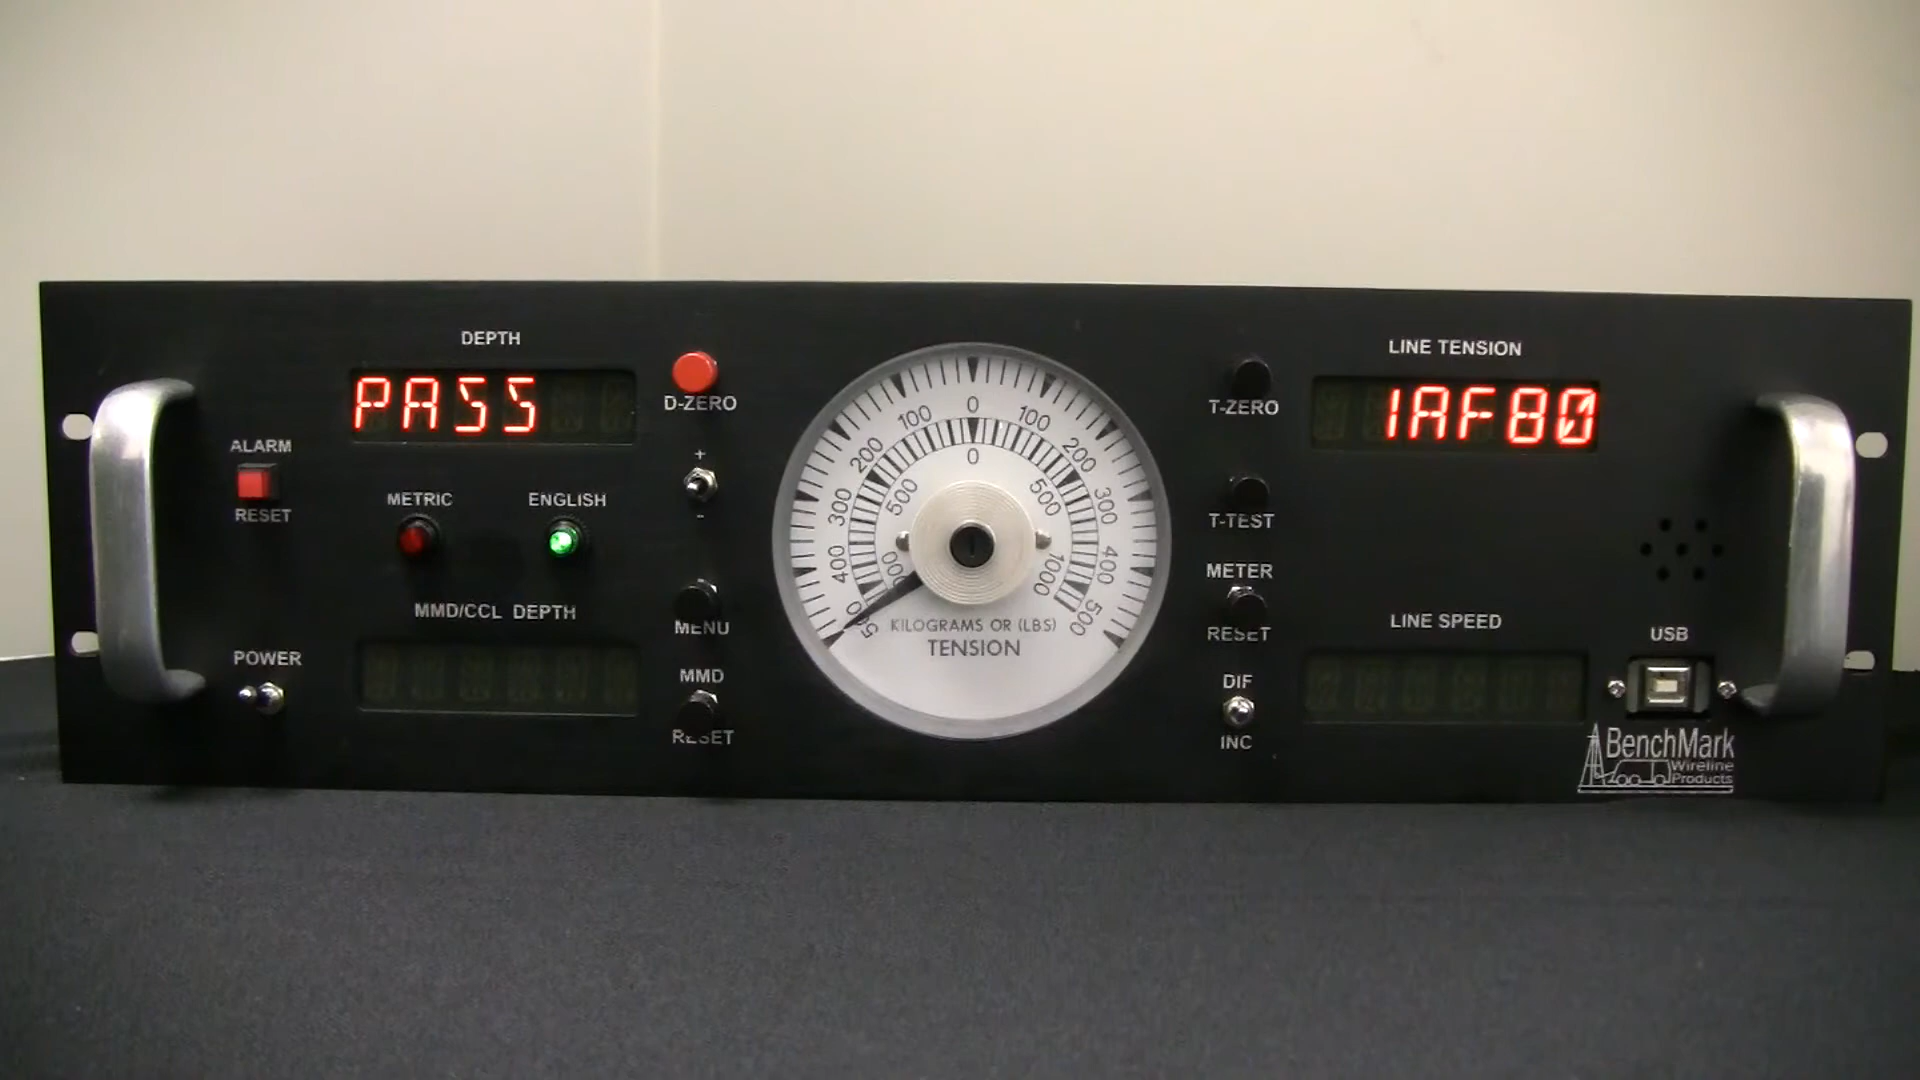 DEPTH
PASS
D-ZERO
+
-
ALARM
RESET
METRIC
ENGLISH
MMD/CCL DEPTH
POWER
MENU
MMD
RESET
400 300 200 100 0 100 200 300 400 500
500 0 500 1000
KILOGRAMS OR (LBS)
TENSION
T-ZERO
T-TEST
METER
RESET
DIF
INC
LINE TENSION
1AF80
LINE SPEED
USB
BenchMark
Wireline
Products